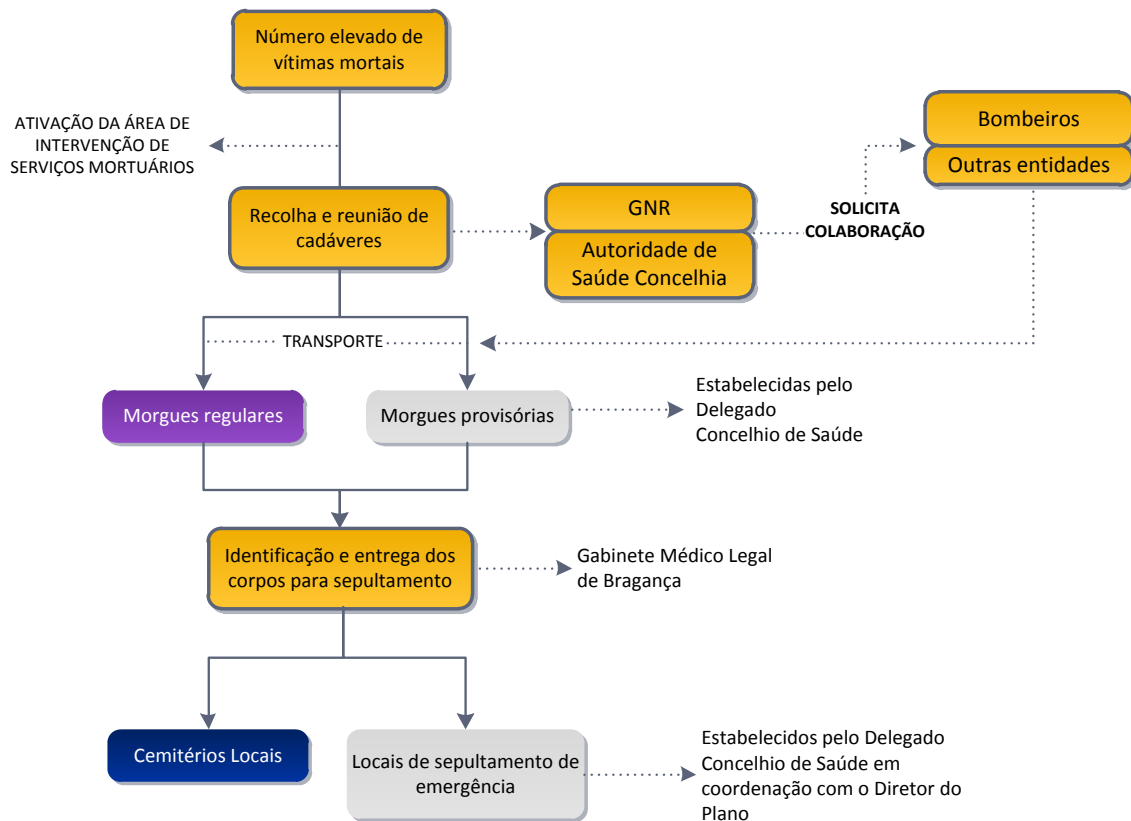 Número elevado de
vítimas mortais
ATIVAÇÃO DA ÁREA DE
INTERVENÇÃO DE
SERVIÇOS MORTUÁRIOS
Bombeiros
Outras entidades
Recolha e reunião de
cadáveres
GNR
Autoridade de
Saúde Concelhia
SOLICITA
COLABORAÇÃO
TRANSPORTE
Morgues regulares
Morgues provisórias
Estabelecidas pelo
Delegado
Concelhio de Saúde
Identificação e entrega dos
corpos para sepultamento
Gabinete Médico Legal
de Bragança
Cemitérios Locais
Locais de sepultamento de
emergência
Estabelecidos pelo Delegado
Concelhio de Saúde em
coordenação com o Diretor do
Plano